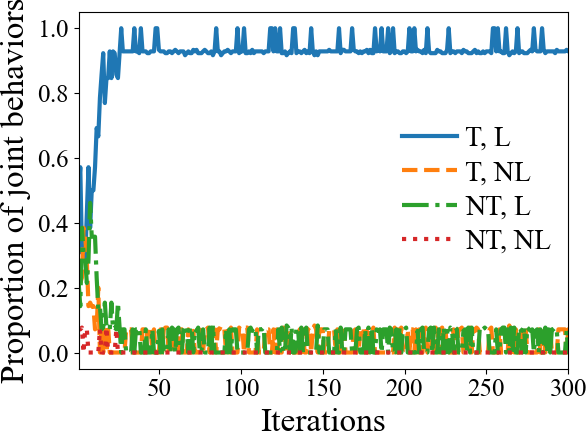 Proportion of joint behaviors
1.0
0.8
0.6
0.4
0.2
0.0
T, L
T, NL
NT, L
NT, NL
50 100 150 200 250 300
Iterations